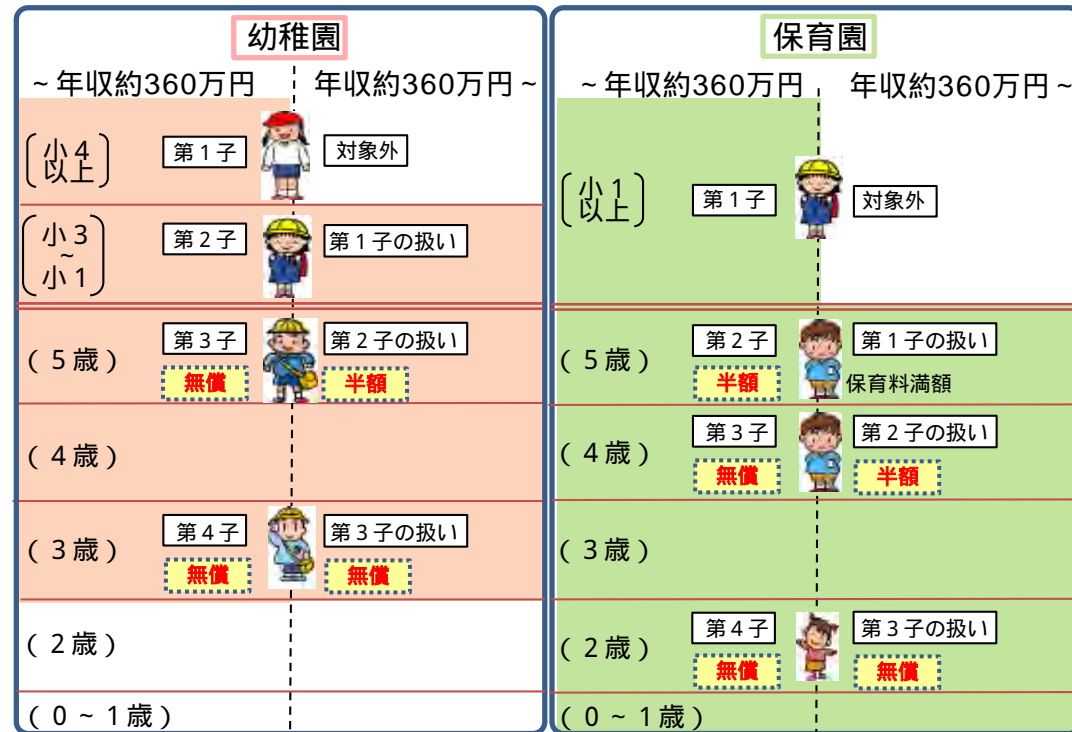 幼稚園
～年収約360万円
年収約360万円～
小４
以上
第１子
対象外
小３
～
小１
第２子
第１子の扱い
（５歳）
第３子
第２子の扱い
無償
半額
（４歳）
（３歳）
第４子
第３子の扱い
無償
無償
（２歳）
（０～１歳）
保育園
～年収約360万円
年収約360万円～
小１
以上
第１子
対象外
（５歳）
第２子
第１子の扱い
半額
保育料満額
（４歳）
第３子
第２子の扱い
無償
半額
（３歳）
（２歳）
第４子
第３子の扱い
無償
無償
（０～１歳）